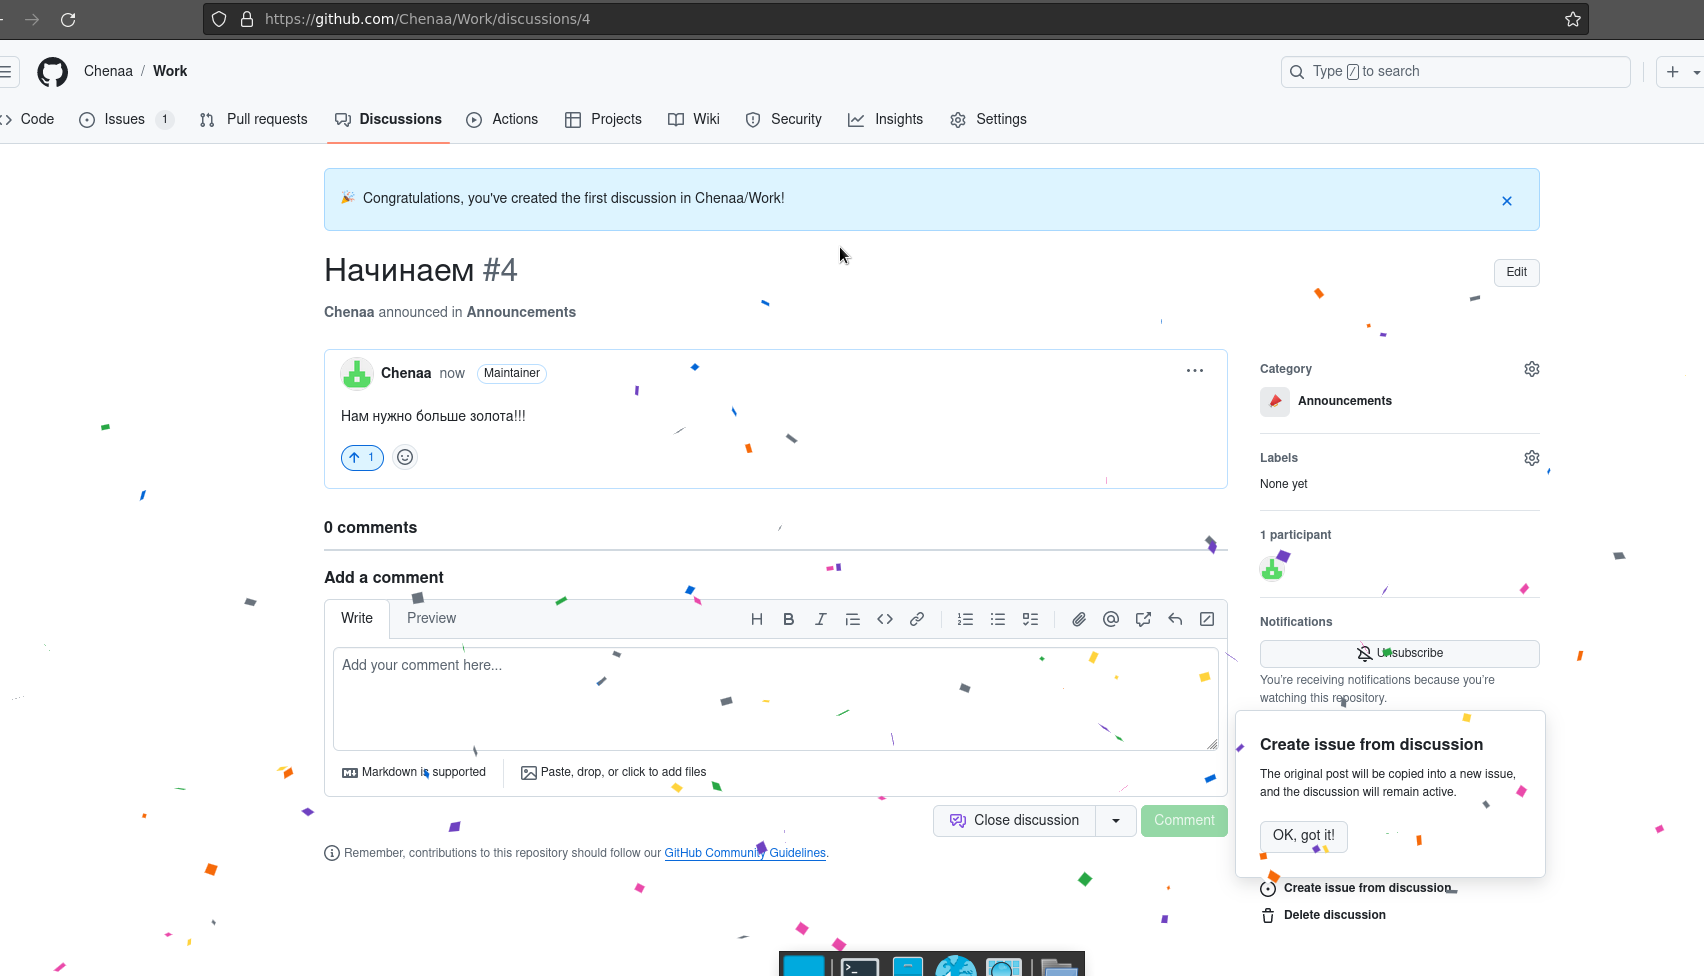 https://github.com/Chenaa/Work/discussions/4
Chenaa / Work
Type / to search
Code Issues 1 Pull requests Discussions Actions Projects Wiki Security Insights Settings
Congratulations, you've created the first discussion in Chenaa/Work!
Начинаем #4
Edit
Chenaa announced in Announcements
Chenaa now Maintainer
Нам нужно больше золота!!!
1
0 comments
Add a comment
Write Preview
Add your comment here...
Markdown is supported
Paste, drop, or click to add files
Close discussion
Comment
Remember, contributions to this repository should follow our GitHub Community Guidelines.
Category
Announcements
Labels
None yet
1 participant
Notifications
Unsubscribe
You're receiving notifications because you're
watching this repository.
Create issue from discussion
The original post will be copied into a new issue,
and the discussion will remain active.
OK, got it!
Create issue from discussion
Delete discussion